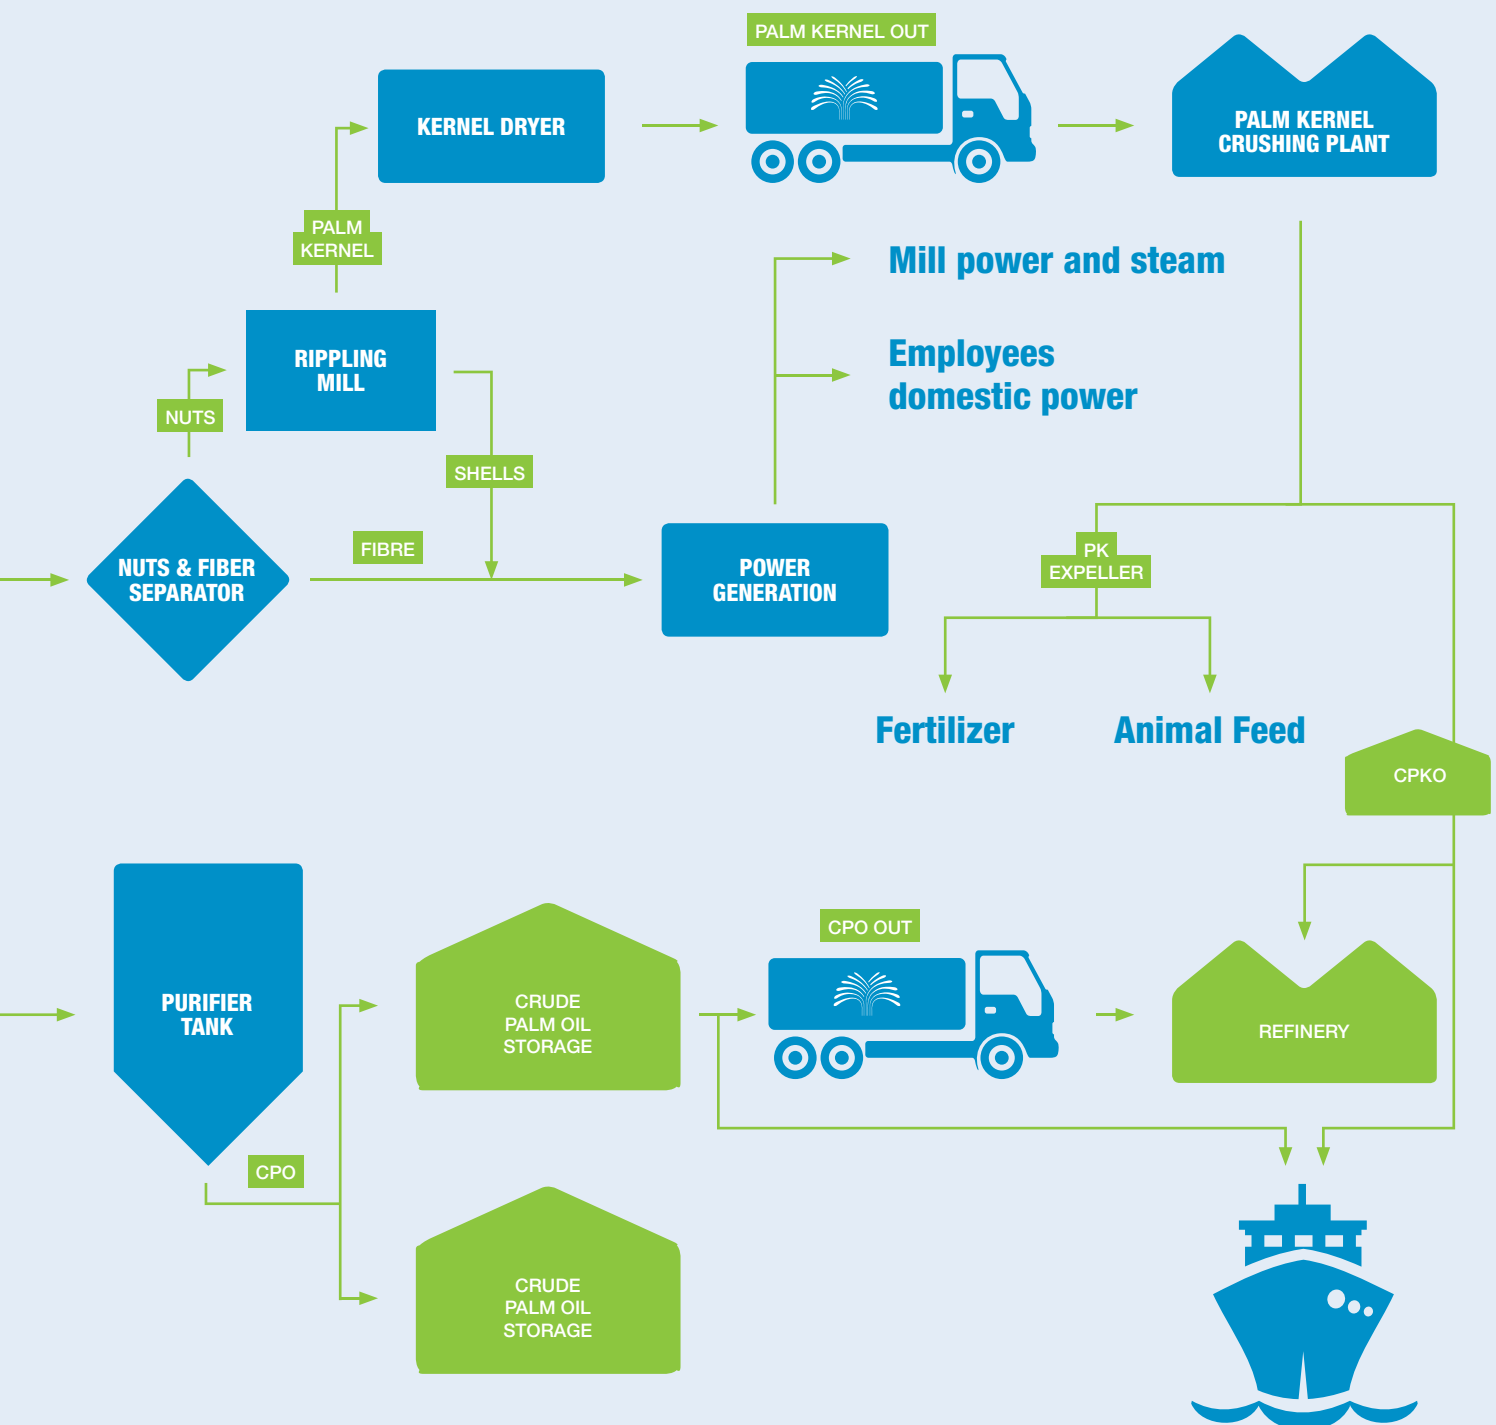 PALM KERNEL OUT
KERNEL DRYER
PALM KERNEL
CRUSHING PLANT
PALM
KERNEL
Mill power and steam
RIPPLING
MILL
Employees
domestic power
NUTS
SHELLS
FIBRE
NUTS & FIBER
SEPARATOR
POWER
GENERATION
PK
EXPELLER
Fertilizer
Animal Feed
CPKO
PURIFIER
TANK
CPO OUT
CRUDE
PALM OIL
STORAGE
REFINERY
CPO
CRUDE
PALM OIL
STORAGE